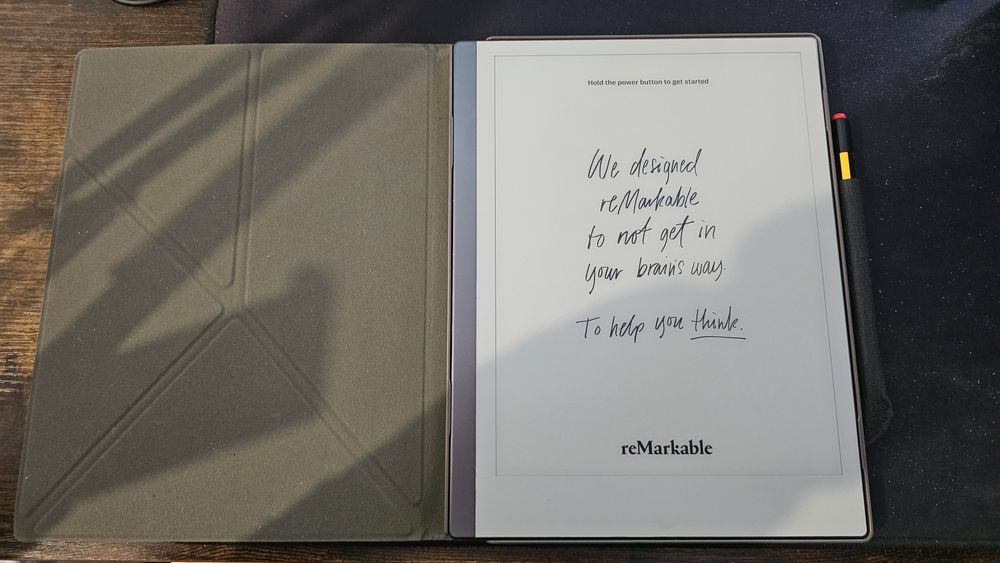 Hold the power button to get started
We designed
reMarkable
to not get in
your brain's way.
To help you think.
reMarkable